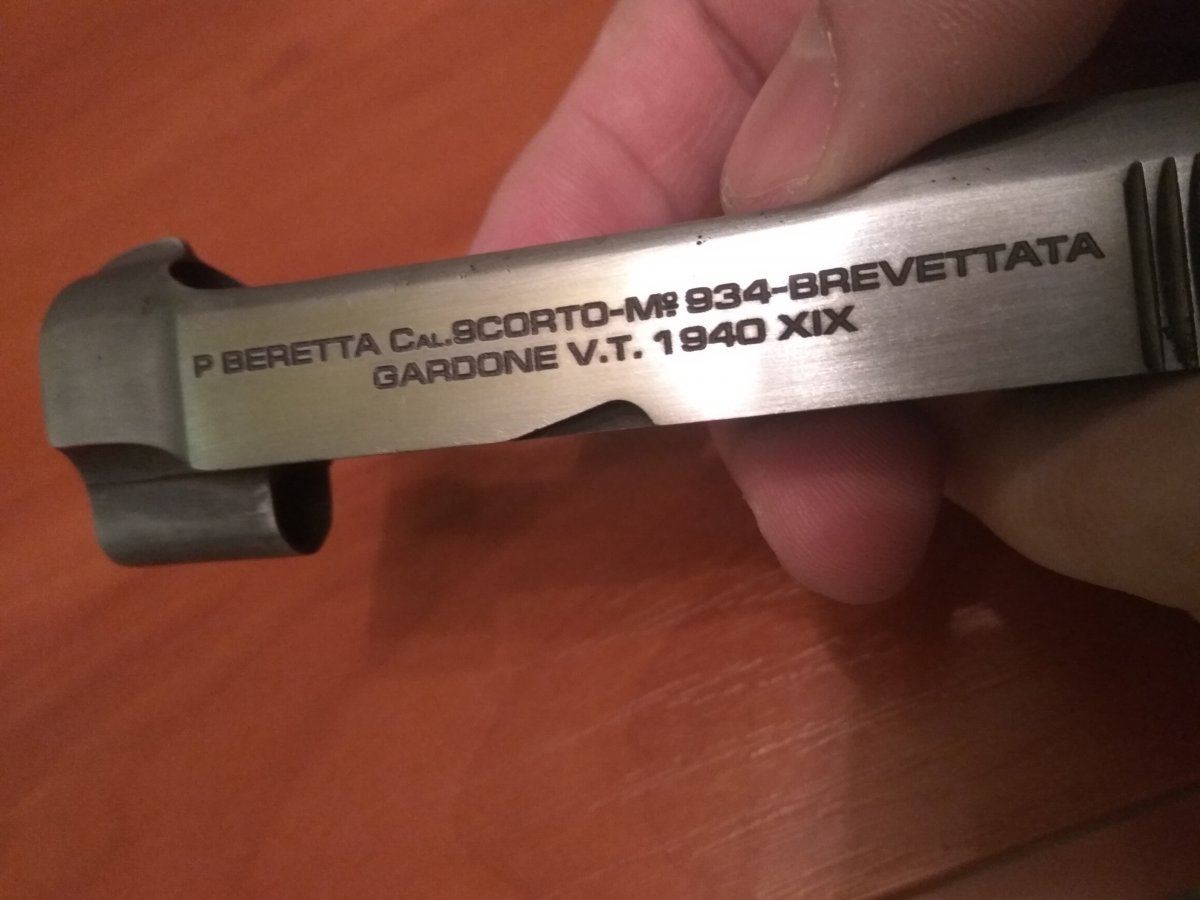 P BERETTA CAL.9CORTO-Mº 934-BREVETTATA
GARDONE V.T. 1940 XIX